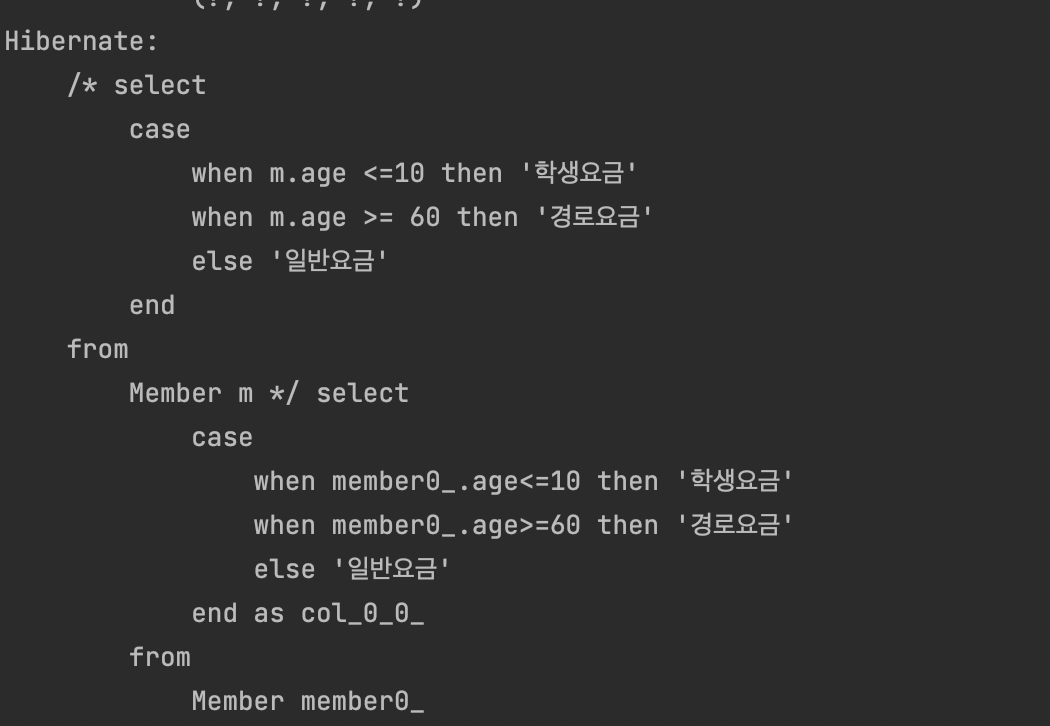 Hibernate:
/* select
case
when m.age <=10 then '학생요금'
when m.age >= 60 then '경로요금'
else '일반요금'
end
from
Member m */ select
case
when member0_.age<=10 then '학생요금'
when member0_.age>=60 then '경로요금'
else '일반요금'
end as col_0_0_
from
Member member0_